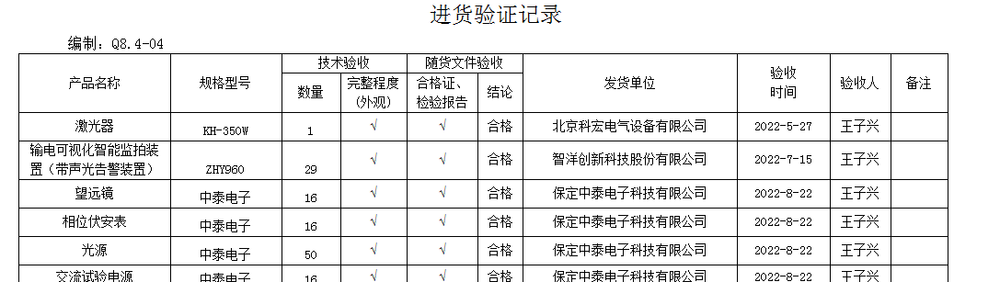 进货验证记录
编制：Q8.4-04
产品名称 规格型号 技术验收 随货文件验收 发货单位 验收时间 验收人 备注
数量 完整程度(外观) 合格证、检验报告 结论
激光器 KH-350W 1 √ √ 合格 北京科宏电气设备有限公司 2022-5-27 王子兴
输电可视化智能监拍装置（带声光告警装置） ZHY960 29 √ √ 合格 智洋创新科技股份有限公司 2022-7-15 王子兴
望远镜 中泰电子 16 √ √ 合格 保定中泰电子科技有限公司 2022-8-22 王子兴
相位伏安表 中泰电子 16 √ √ 合格 保定中泰电子科技有限公司 2022-8-22 王子兴
光源 中泰电子 50 √ √ 合格 保定中泰电子科技有限公司 2022-8-22 王子兴
交流试验电源 中泰电子 16 √ √ 合格 保定中泰电子科技有限公司 2022-8-22 王子兴